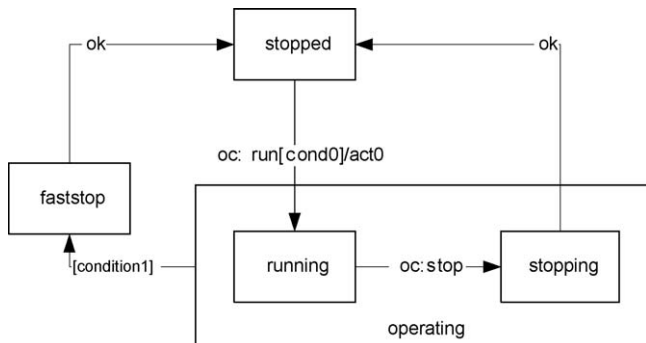 ok
stopped
ok
oc: run[cond0]/act0
faststop
[condition1]
running
oc:stop
stopping
operating